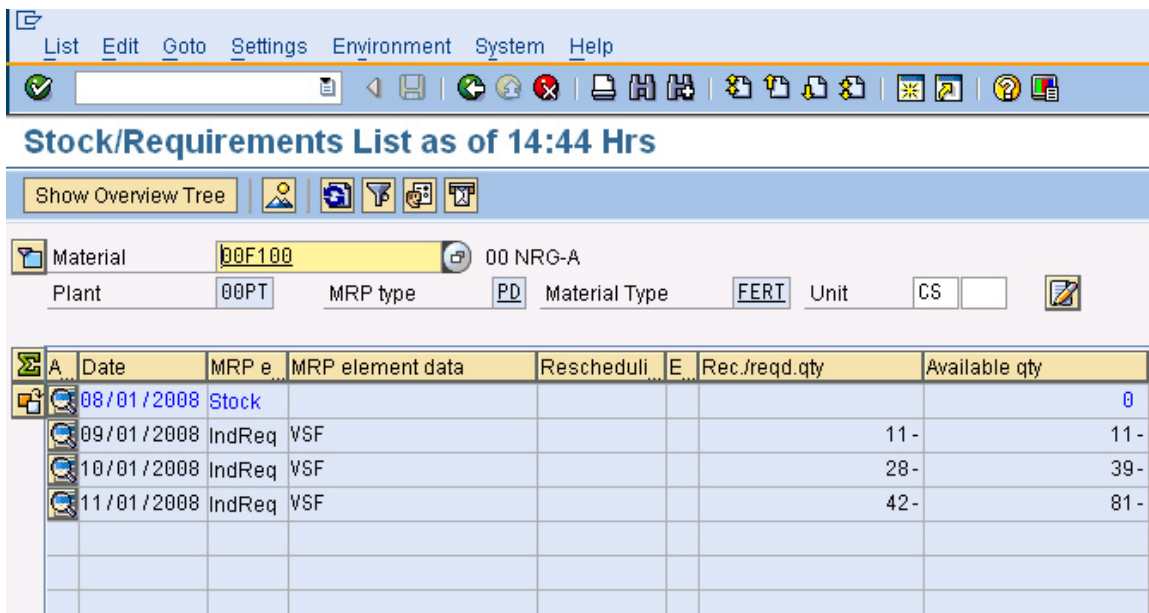 List Edit Goto Settings Environment System Help
Stock/Requirements List as of 14:44 Hrs
Show Overview Tree
Material 00F100 00 NRG-A
Plant 00PT MRP type PD Material Type FERT Unit CS
A... Date MRP e... MRP element data Rescheduli... E... Rec./reqd.qty Available qty
08/01/2008 Stock 0
09/01/2008 IndReq VSF 11- 11-
10/01/2008 IndReq VSF 28- 39-
11/01/2008 IndReq VSF 42- 81-